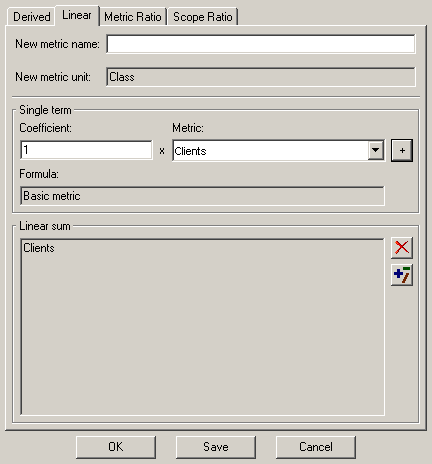 Derived Linear Metric Ratio Scope Ratio
New metric name:
New metric unit: Class
Single term
Coefficient: Metric:
1 x Clients +
Formula:
Basic metric
Linear sum
Clients
OK Save Cancel